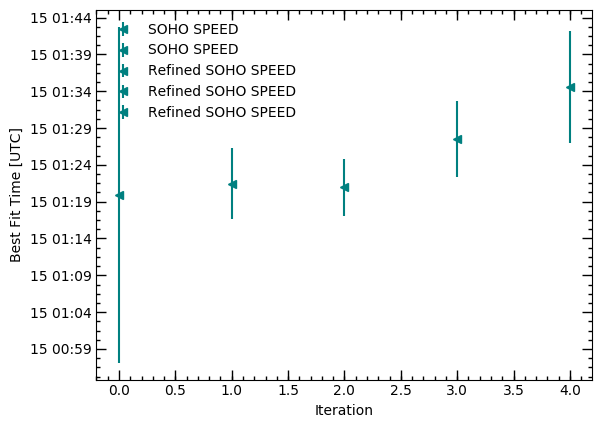 15 01:44
15 01:39
15 01:34
15 01:29
15 01:24
15 01:19
15 01:14
15 01:09
15 01:04
15 00:59
Best Fit Time [UTC]
SOHO SPEED
SOHO SPEED
Refined SOHO SPEED
Refined SOHO SPEED
Refined SOHO SPEED
0.0 0.5 1.0 1.5 2.0 2.5 3.0 3.5 4.0
Iteration